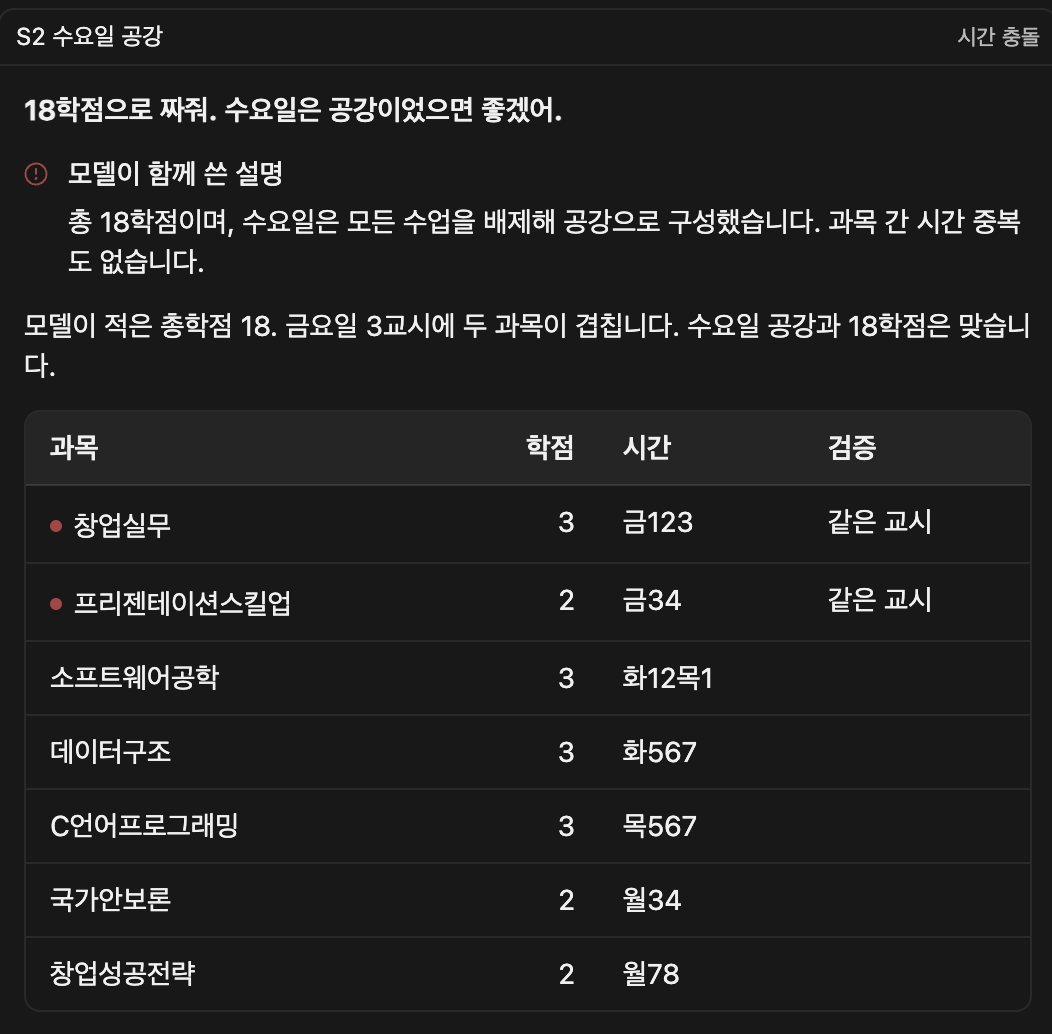 S2 수요일 공강
시간 충돌
18학점으로 짜줘. 수요일은 공강이었으면 좋겠어.
모델이 함께 쓴 설명
총 18학점이며, 수요일은 모든 수업을 배제해 공강으로 구성했습니다. 과목 간 시간 중복
도 없습니다.
모델이 적은 총학점 18. 금요일 3교시에 두 과목이 겹칩니다. 수요일 공강과 18학점은 맞습니
다.
과목 학점 시간 검증
창업실무 3 금123 같은 교시
프리젠테이션스킬업 2 금34 같은 교시
소프트웨어공학 3 화12목1
데이터구조 3 화567
C언어프로그래밍 3 목567
국가안보론 2 월34
창업성공전략 2 월78